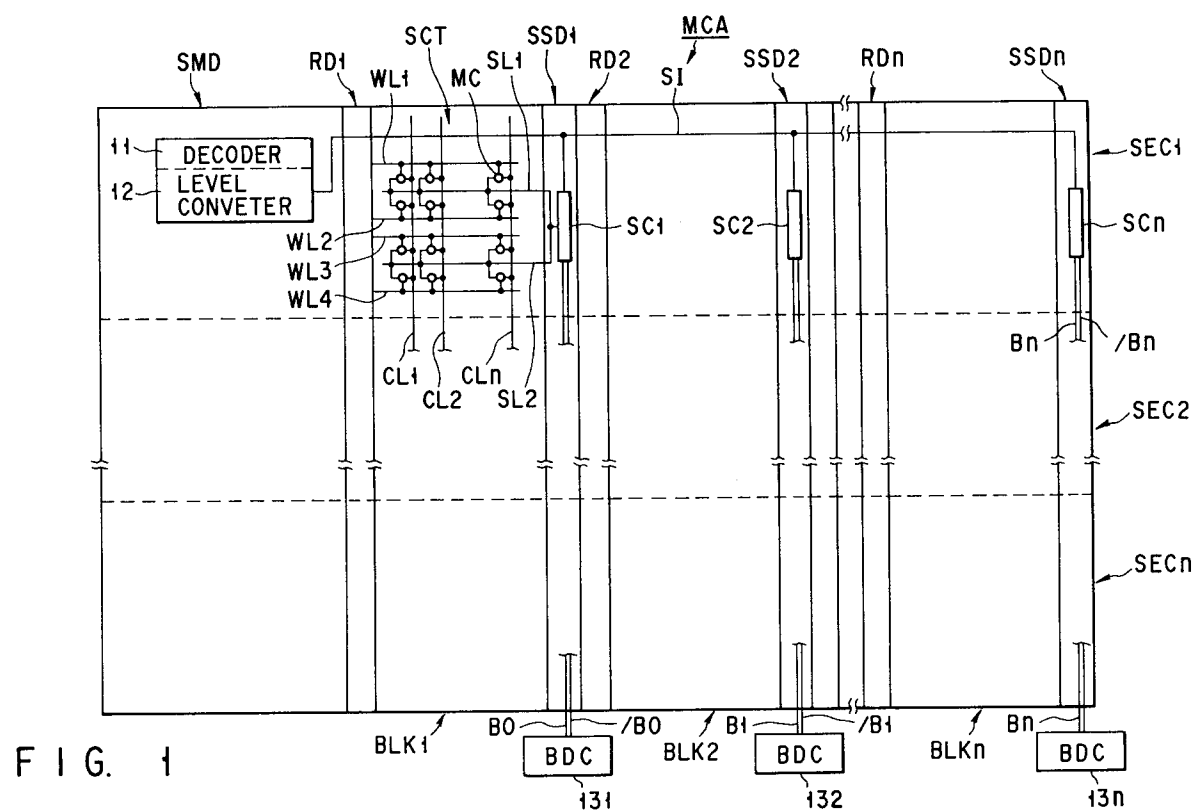 MCA
SMD RD1 SCT SSD1 RD2 SSD2 RDn SSDn
WL1 MC SL1 SI
11 DECODER
12 LEVEL
CONVETER
SEC1
SC1 SC2 SCn
WL2
WL3
WL4
Bn /Bn
CL1 CL2 CLn SL2
SEC2
SECn
BLK1 B0 /B0 BLK2 B1 /B1 BLKn Bn
BDC BDC BDC
131 132 13n
FIG. 1